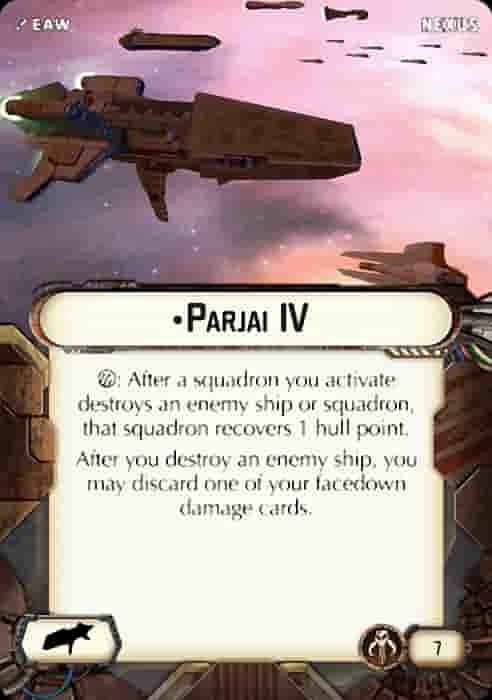 EAW
NEXUS
•PARJAI IV
: After a squadron you activate
destroys an enemy ship or squadron,
that squadron recovers 1 hull point.
After you destroy an enemy ship, you
may discard one of your facedown
damage cards.
7